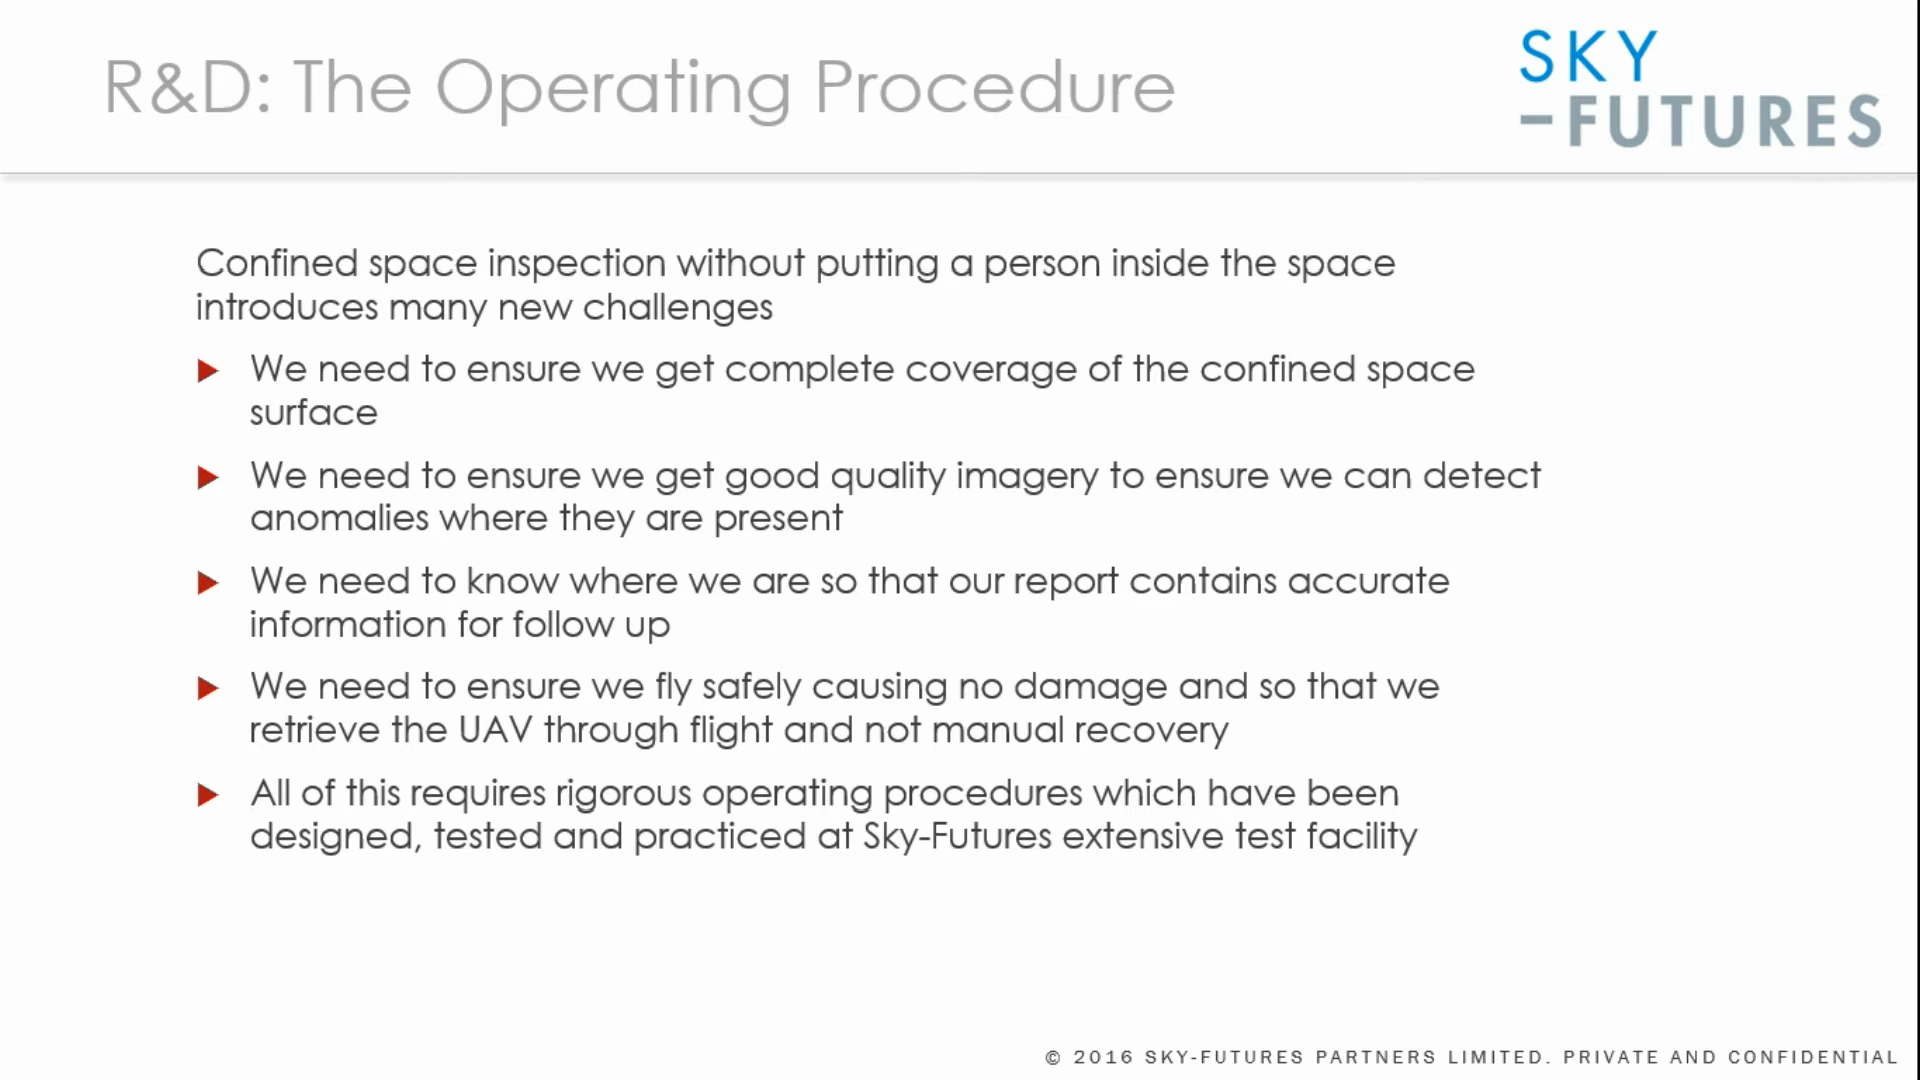 R&D: The Operating Procedure
SKY
-FUTURES
Confined space inspection without putting a person inside the space
introduces many new challenges
We need to ensure we get complete coverage of the confined space
surface
We need to ensure we get good quality imagery to ensure we can detect
anomalies where they are present
We need to know where we are so that our report contains accurate
information for follow up
We need to ensure we fly safely causing no damage and so that we
retrieve the UAV through flight and not manual recovery
All of this requires rigorous operating procedures which have been
designed, tested and practiced at Sky-Futures extensive test facility
© 2016 SKY-FUTURES PARTNERS LIMITED. PRIVATE AND CONFIDENTIAL